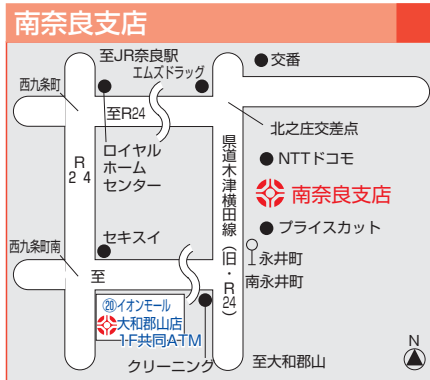 南奈良支店
至JR奈良駅
エムズドラッグ
交番
西九条町
至R24
北之庄交差点
ロイヤル
ホーム
センター
R
24
県道木津横田線(旧・R24)
NTTドコモ
南奈良支店
プライスカット
セキスイ
西九条町南
永井町
南永井町
至
⑳イオンモール
大和郡山店
1F共同ATM
クリーニング
至大和郡山
N